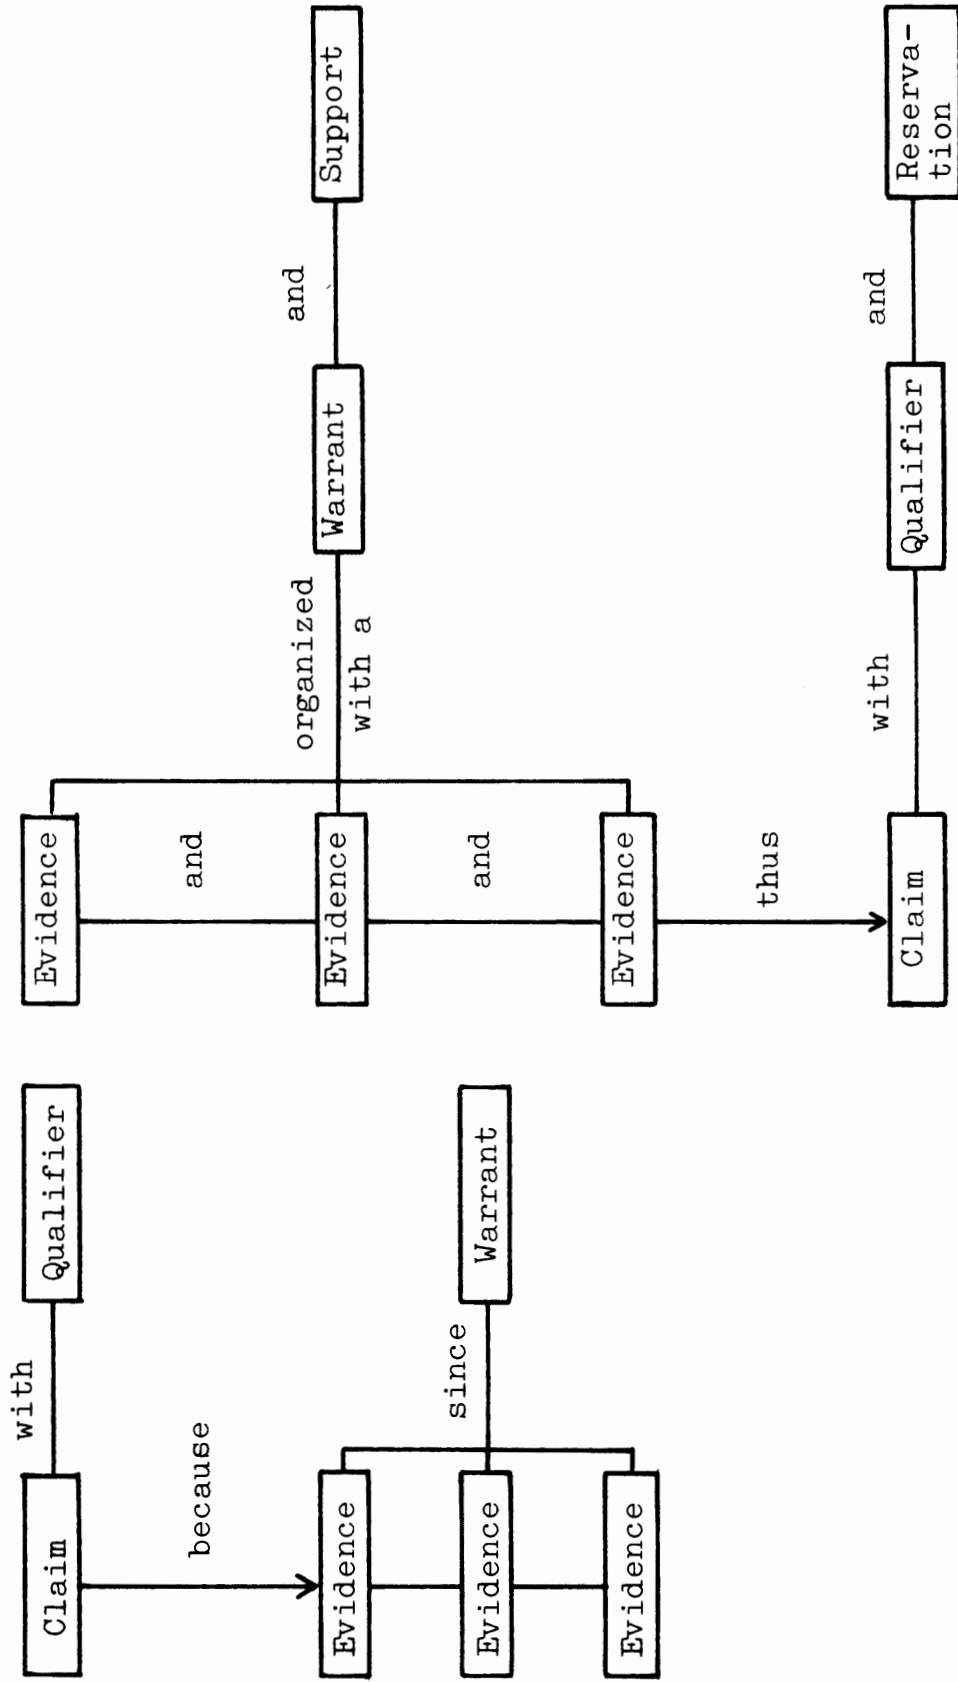 with
Claim
Qualifier
because
Evidence
since
Evidence
Warrant
Evidence
Evidence
and
organized
and
Evidence
with a
Warrant
Support
and
Evidence
thus
with
and
Claim
Qualifier
Reserva-
tion